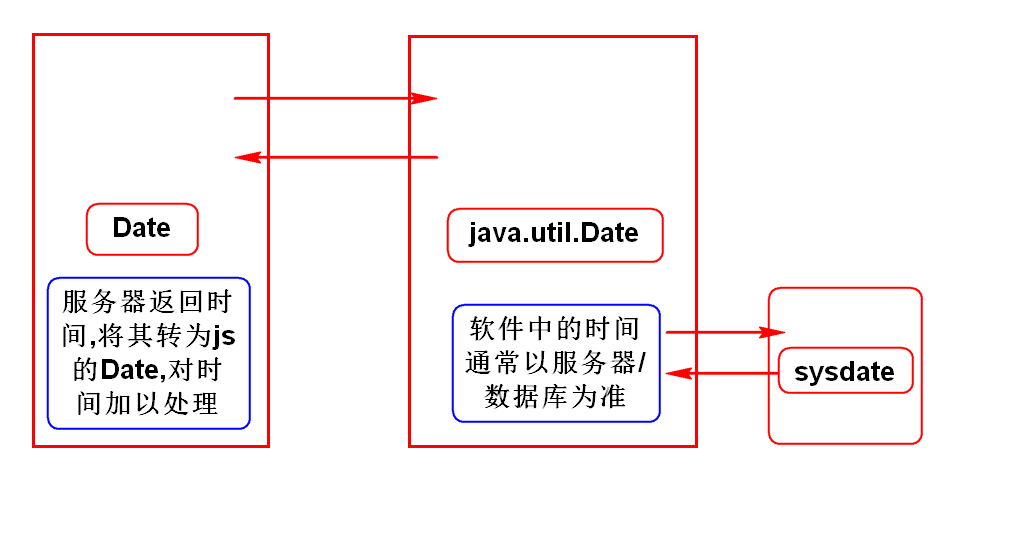 Date
服务器返回时
间,将其转为js
的Date,对时
间加以处理
java.util.Date
软件中的时间
通常以服务器/
数据库为准
sysdate